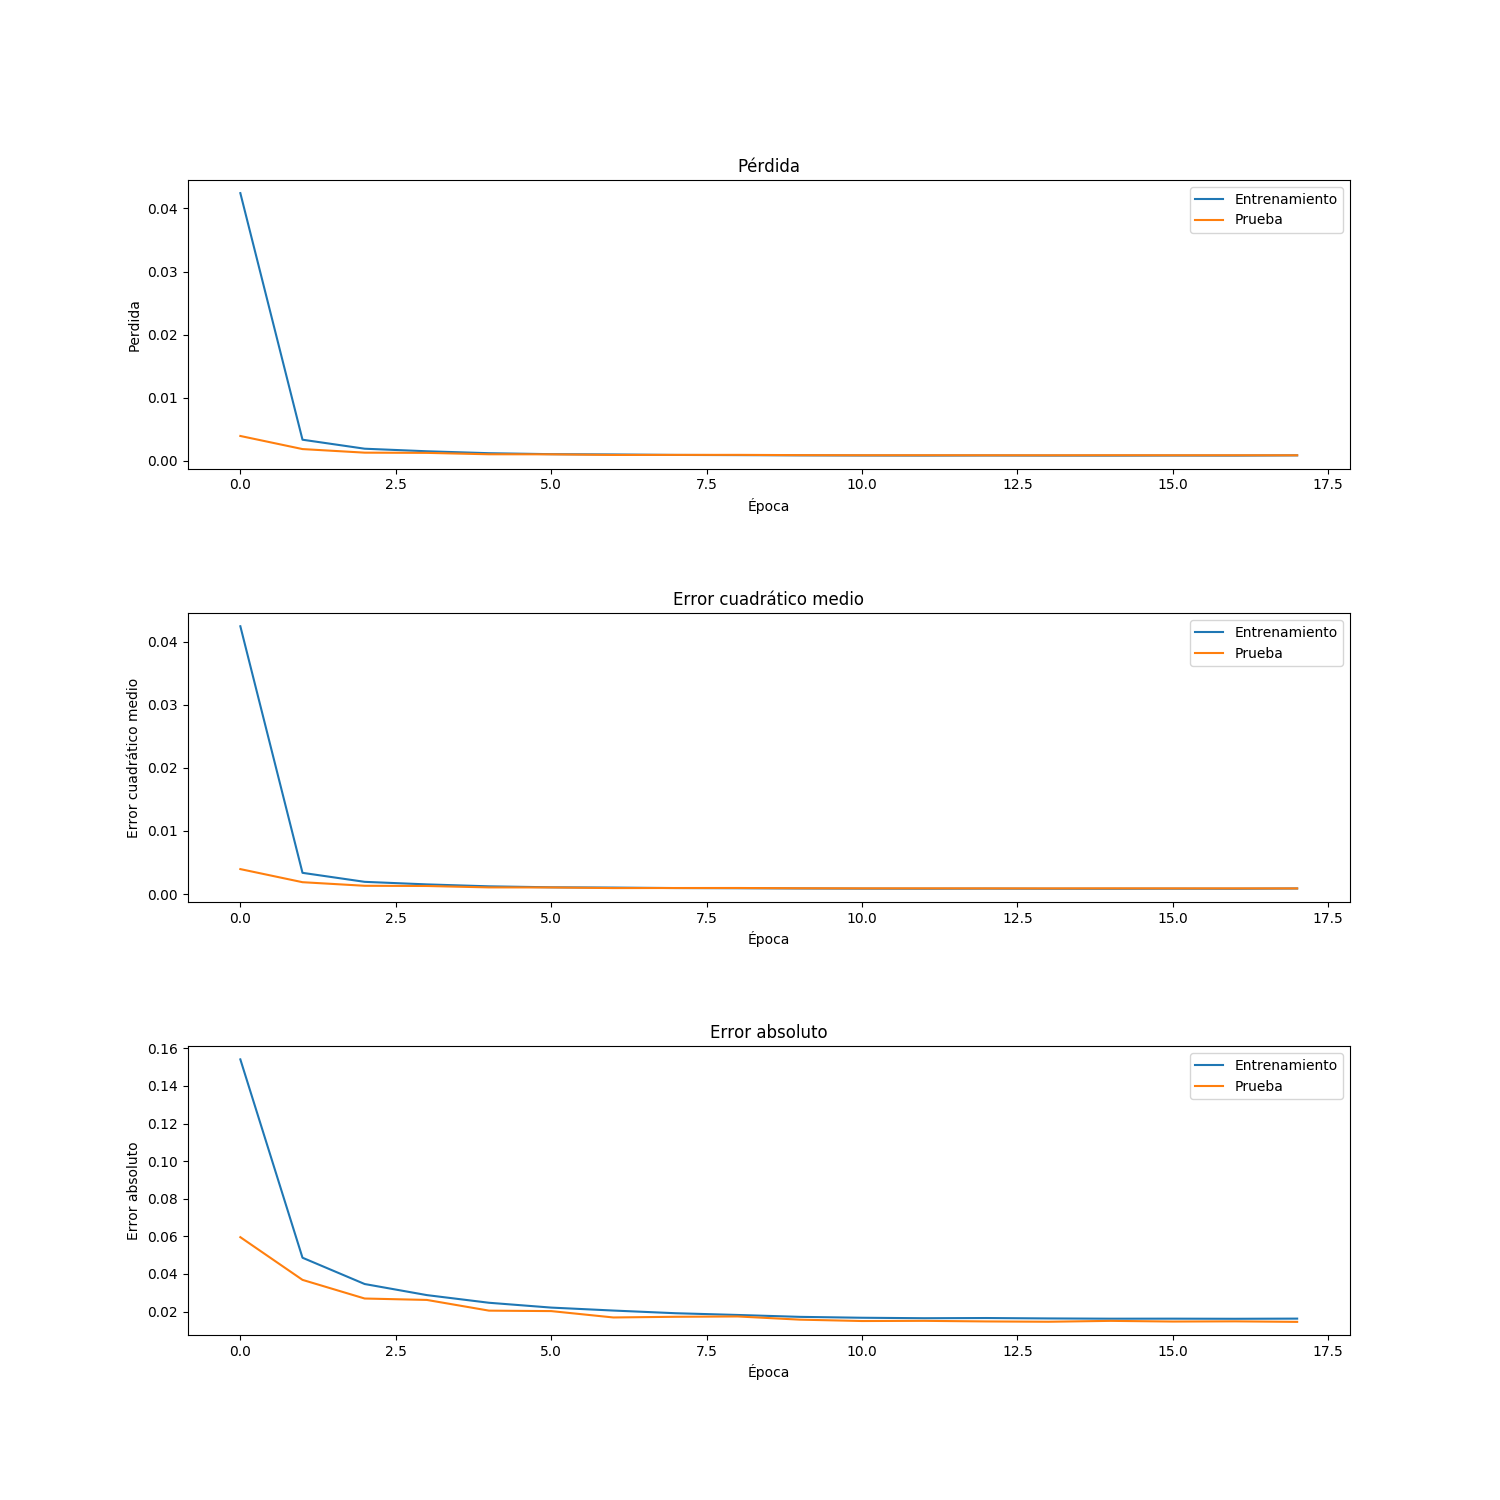 Pérdida
Entrenamiento
Prueba
0.04
0.03
0.02
0.01
0.00
Perdida
0.0 2.5 5.0 7.5 10.0 12.5 15.0 17.5
Época
Error cuadrático medio
Entrenamiento
Prueba
0.04
0.03
0.02
0.01
0.00
Error cuadrático medio
0.0 2.5 5.0 7.5 10.0 12.5 15.0 17.5
Época
Error absoluto
Entrenamiento
Prueba
0.16
0.14
0.12
0.10
0.08
0.06
0.04
0.02
Error absoluto
0.0 2.5 5.0 7.5 10.0 12.5 15.0 17.5
Época